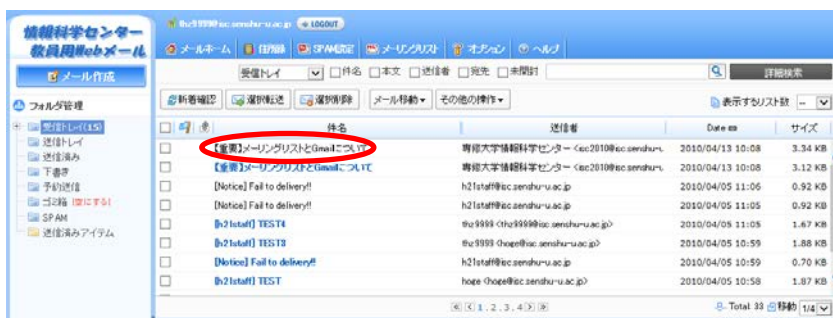 情報科学センター
教員用Webメール
thz9999@isc.senshu-u.ac.jp LOGOUT
メールホーム 住所録 SPAM設定 メーリングリスト オプション ヘルプ
メール作成
受信トレイ 件名 本文 送信者 宛先 未開封 詳細検索
フォルダ管理
新着確認 選択転送 選択削除 メール移動 その他の操作 表示するリスト数 --
受信トレイ(15)
送信トレイ
送信済み
下書き
予約送信
ゴミ箱 [空にする]
SPAM
送信済みアイテム
件名 送信者 Date サイズ
【重要】メーリングリストとGmailについて 専修大学情報科学センター <isc2010@isc.senshu-u. 2010/04/13 10:08 3.34 KB
【重要】メーリングリストとGmailについて 専修大学情報科学センター <isc2010@isc.senshu-u. 2010/04/13 10:08 3.12 KB
[Notice] Fail to delivery!! h21staff@isc.senshu-u.ac.jp 2010/04/05 11:06 0.92 KB
[Notice] Fail to delivery!! h21staff@isc.senshu-u.ac.jp 2010/04/05 11:05 0.92 KB
[h21staff] TEST4 thz9999 <thz9999@isc.senshu-u.ac.jp> 2010/04/05 11:05 1.67 KB
[h21staff] TEST3 thz9999 <hoge@isc.senshu-u.ac.jp> 2010/04/05 10:59 1.88 KB
[Notice] Fail to delivery!! h21staff@isc.senshu-u.ac.jp 2010/04/05 10:59 0.70 KB
[h21staff] TEST hoge <hoge@isc.senshu-u.ac.jp> 2010/04/05 10:58 1.87 KB
1 . 2 . 3 . 4 Total 33 移動 1/4